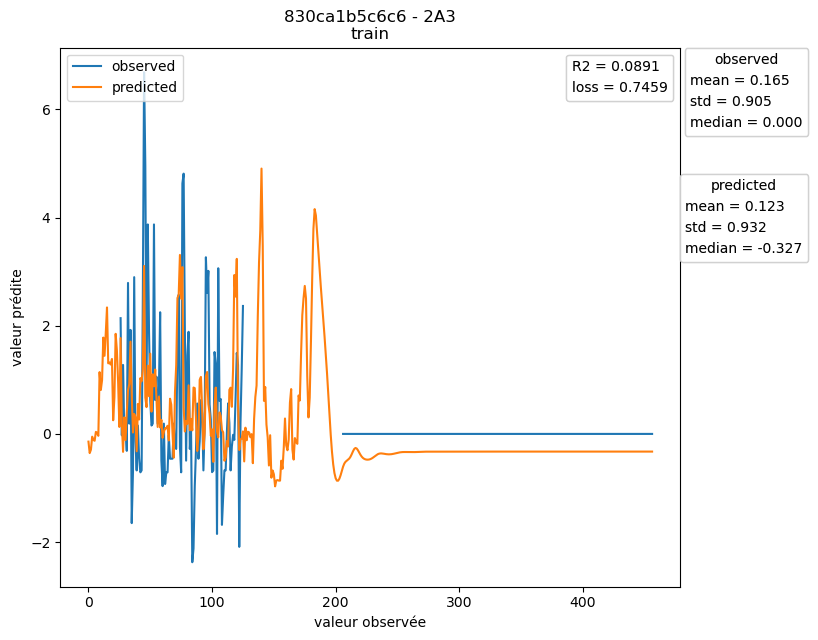 830ca1b5c6c6 - 2A3
train
observed
predicted
R2 = 0.0891
loss = 0.7459
observed
mean = 0.165
std = 0.905
median = 0.000
predicted
mean = 0.123
std = 0.932
median = -0.327
valeur prédite
6
4
2
0
−2
0
100
200
300
400
valeur observée